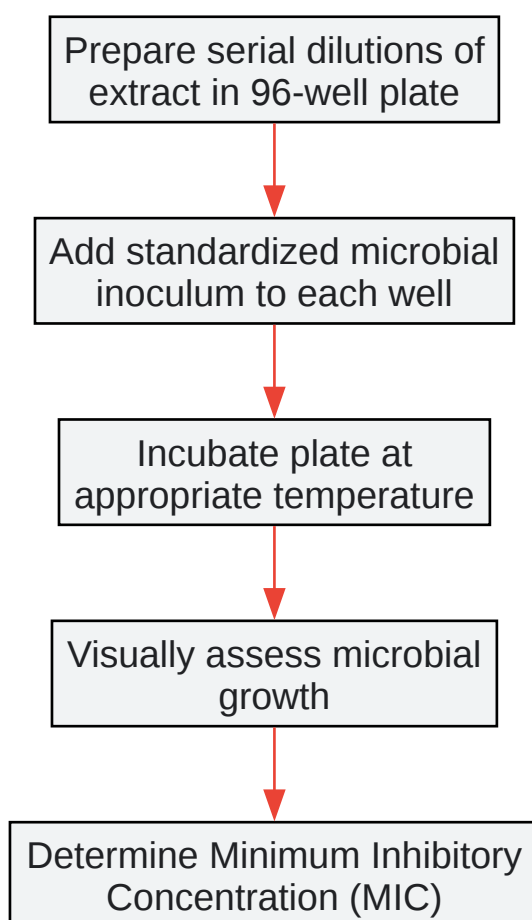 Prepare serial dilutions of
extract in 96-well plate
Add standardized microbial
inoculum to each well
Incubate plate at
appropriate temperature
Visually assess microbial
growth
Determine Minimum Inhibitory
Concentration (MIC)